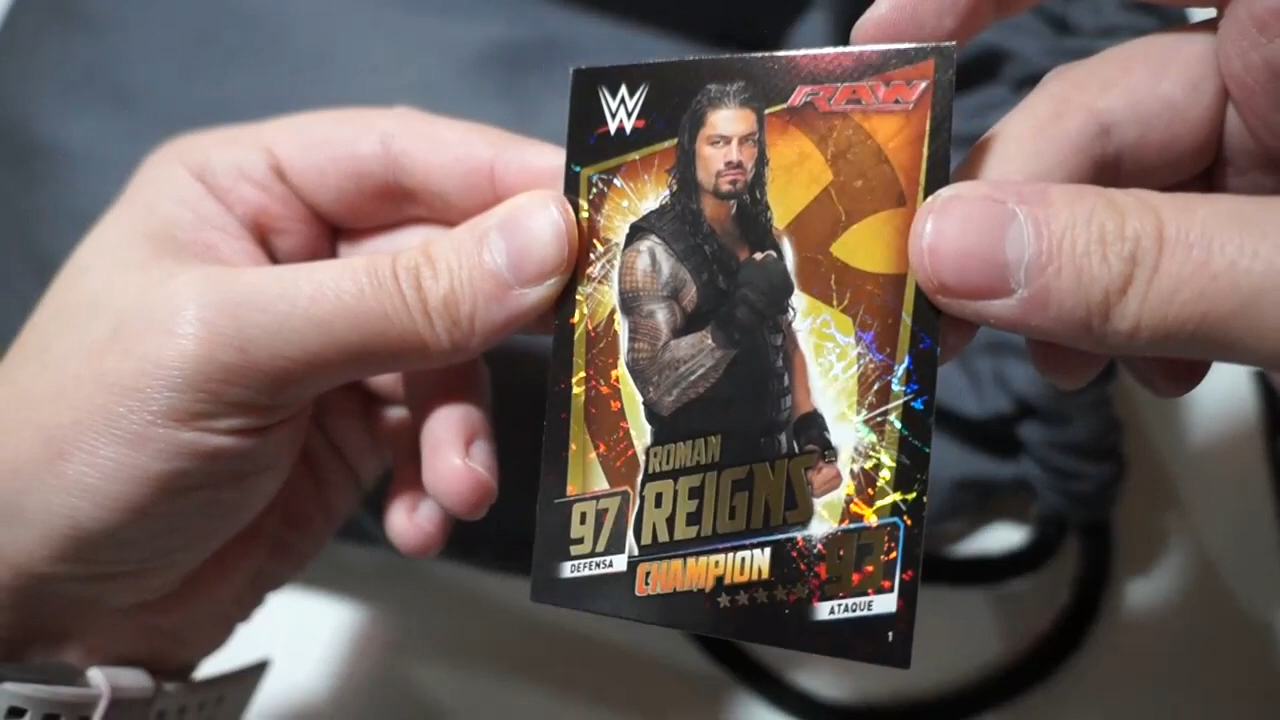 W
RAW
ROMAN
REIGNS
97
DEFENSA
CHAMPION
93
ATAQUE
1